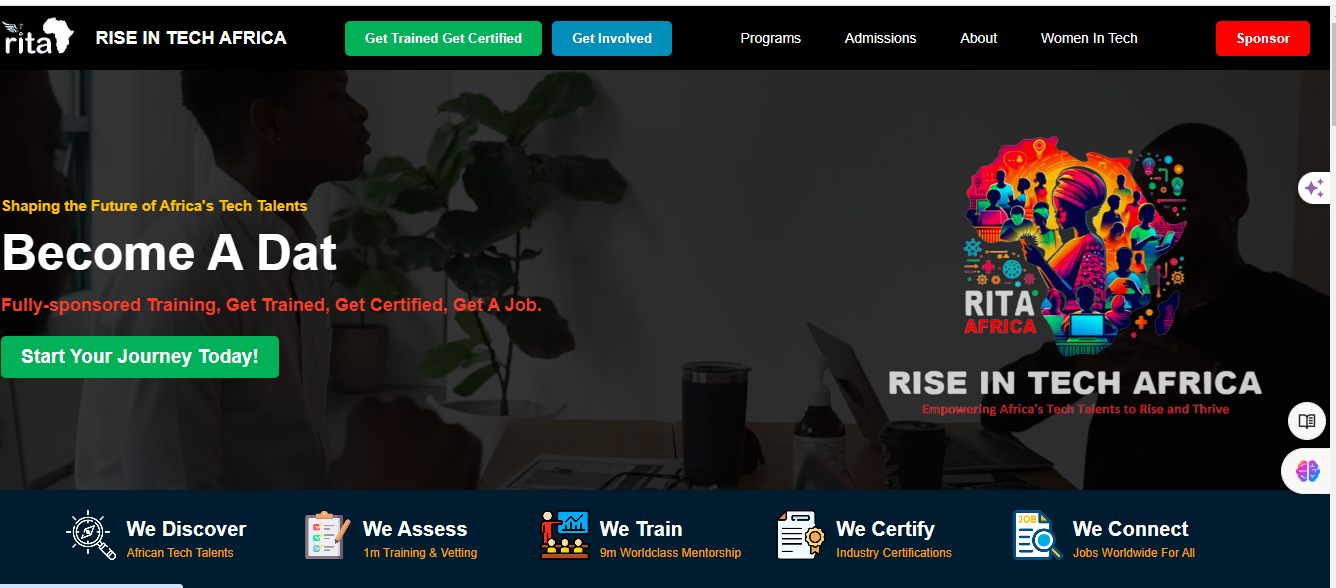 rita
RISE IN TECH AFRICA
Get Trained Get Certified
Get Involved
Programs
Admissions
About
Women In Tech
Sponsor
Shaping the Future of Africa's Tech Talents
Become A Dat
Fully-sponsored Training, Get Trained, Get Certified, Get A Job.
Start Your Journey Today!
RITA
AFRICA
RISE IN TECH AFRICA
Empowering Africa's Tech Talents to Rise and Thrive
We Discover
African Tech Talents
We Assess
1m Training & Vetting
We Train
9m Worldclass Mentorship
We Certify
Industry Certifications
JOB
We Connect
Jobs Worldwide For All